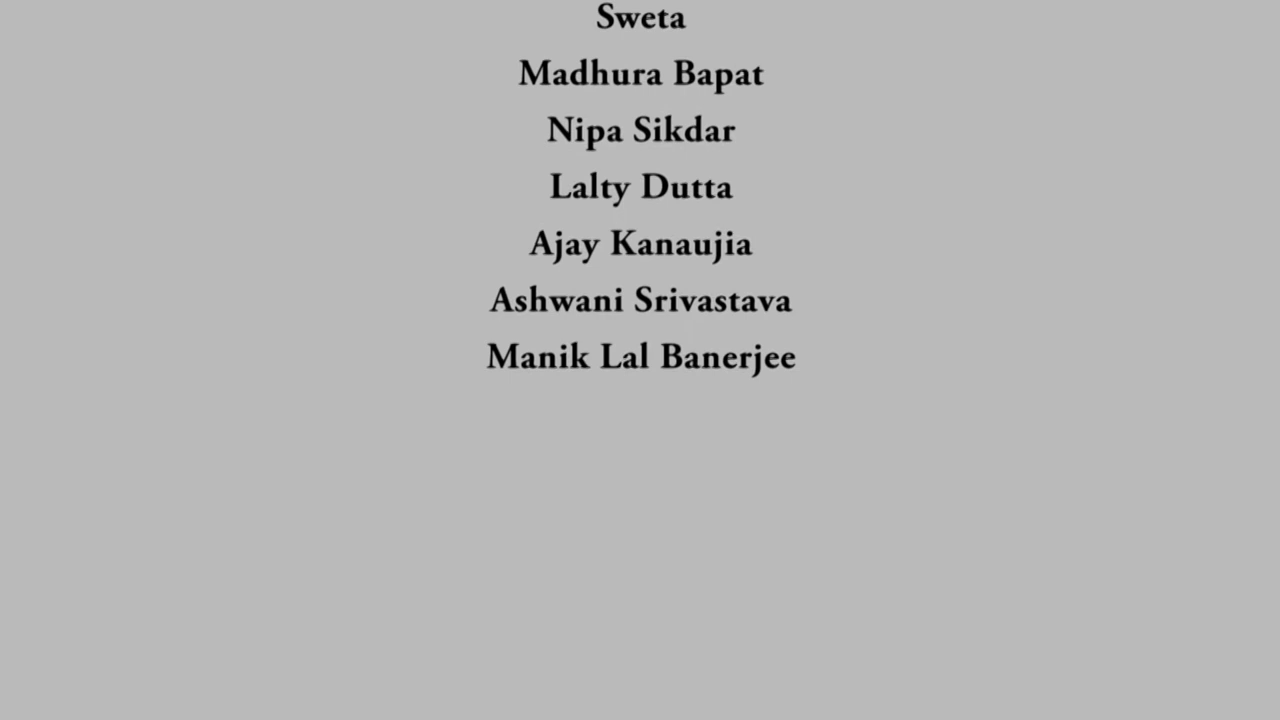 Sweta
Madhura Bapat
Nipa Sikdar
Lalty Dutta
Ajay Kanaujia
Ashwani Srivastava
Manik Lal Banerjee